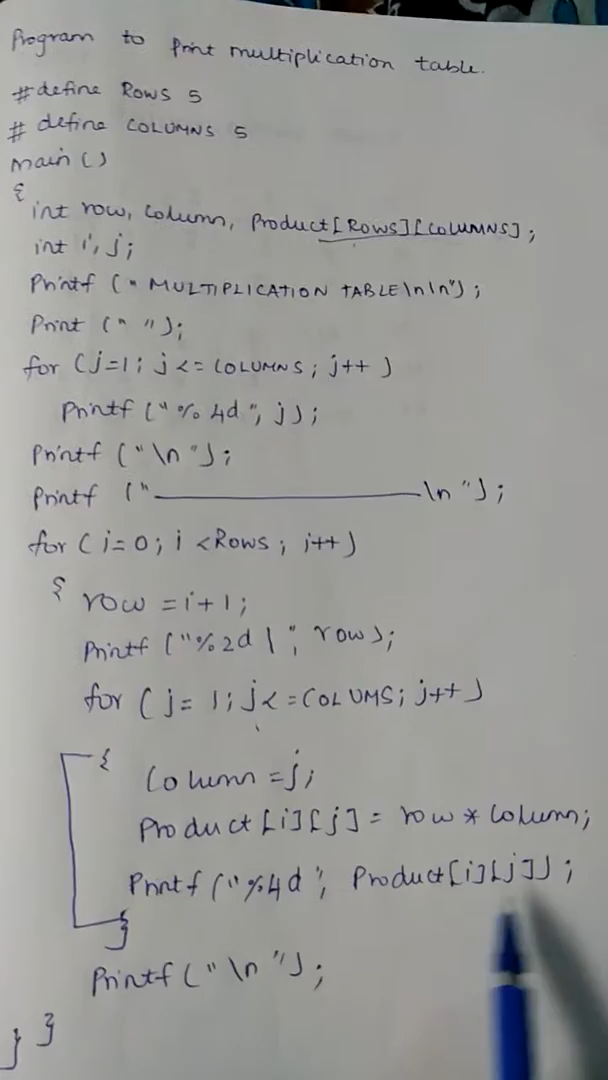 Program to Print multiplication table.
#define ROWS 5
# define COLUMNS 5
main ()
{
int row, column, Product[ROWS][COLUMNS];
int i, j;
Printf (" MULTIPLICATION TABLE\n\n");
Print (" ");
for (j=1; j<= COLUMNS; j++ )
Printf ("% 4d", j);
Printf ("\n");
Printf ("————————————\n");
for (i=0; i <ROWS; i++)
{ row =i+1;
Printf ("%2d |", row);
for (j= 1; j<=COLUMS; j++)
{
Column =j;
Product [i][j] = row * Column;
Printf ("%4d", Product[i][j]);
}
Printf("\n");
}
}